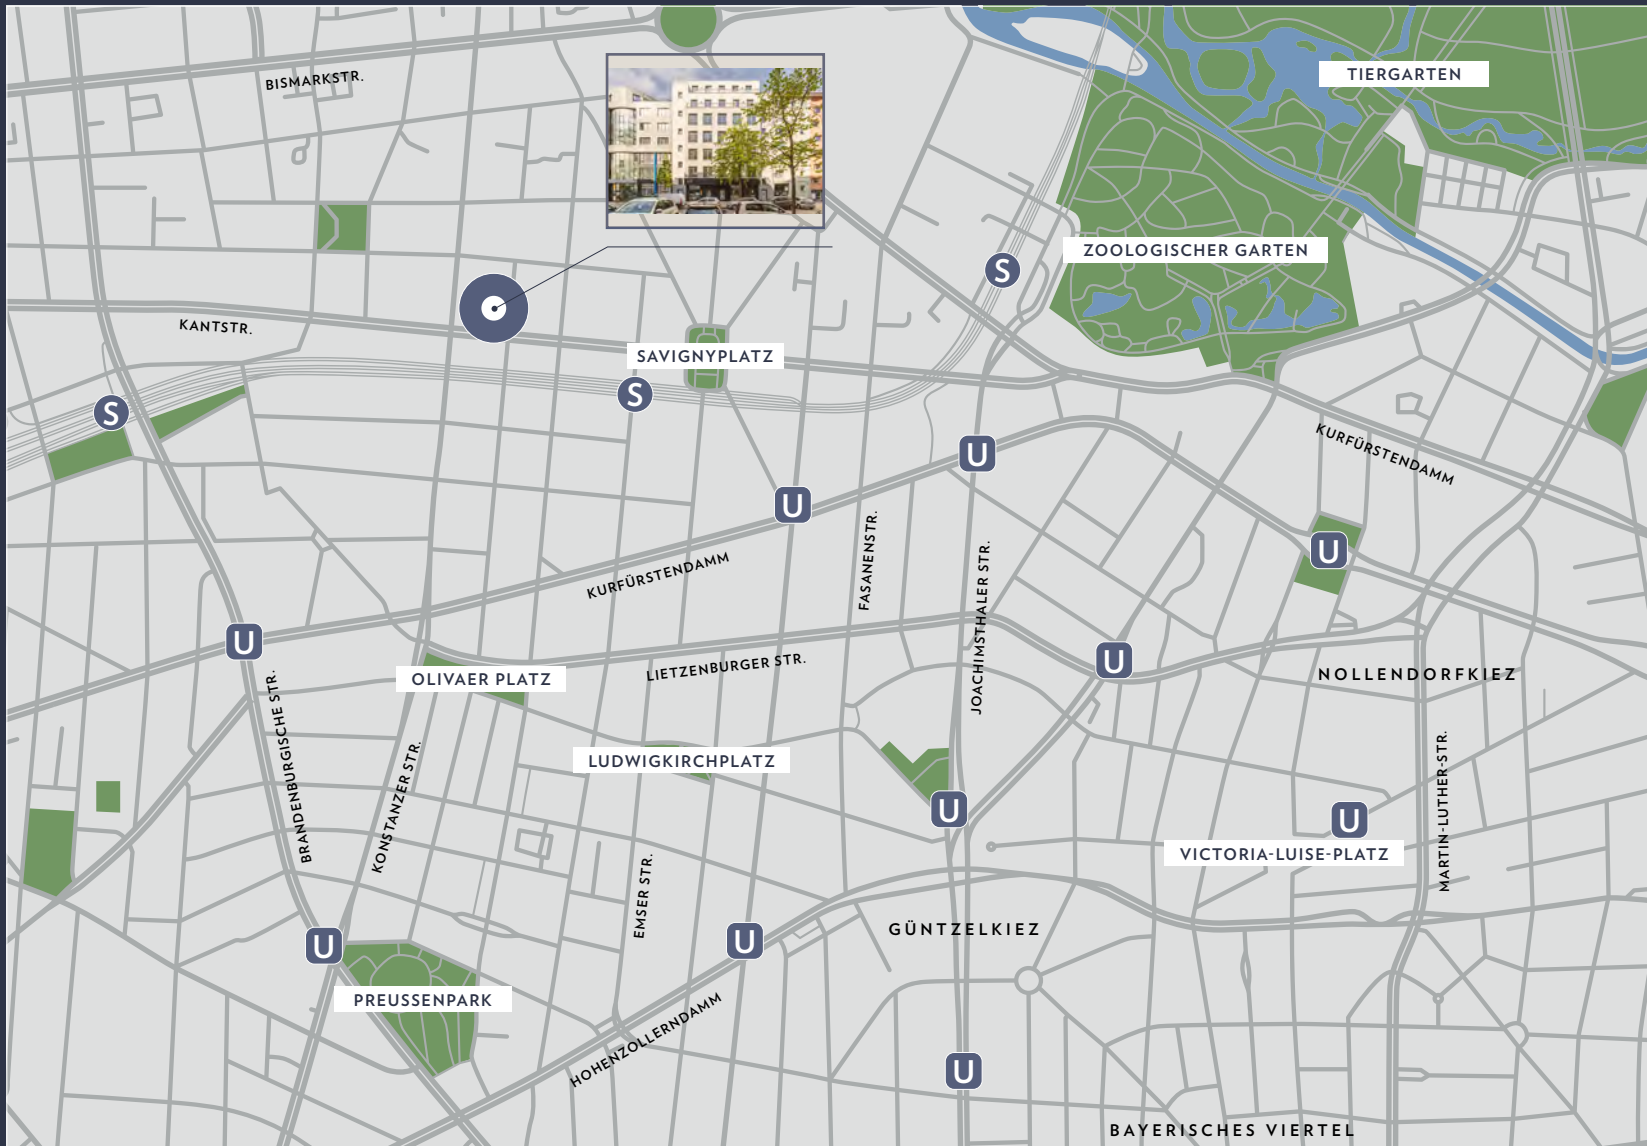 TIERGARTEN
BISMARKSTR.
ZOOLOGISCHER GARTEN
S
KANTSTR.
SAVIGNYPLATZ
S
S
KURFÜRSTENDAMM
U
U
U
FASANENSTR.
JOACHIMSTHALER STR.
KURFÜRSTENDAMM
U
U
LIETZENBURGER STR.
OLIVAER PLATZ
NOLLENDORFKIEZ
BRANDENBURGISCHE STR.
KONSTANZER STR.
LUDWIGKIRCHPLATZ
U
U
MARTIN-LUTHER-STR.
VICTORIA-LUISE-PLATZ
EMSER STR.
GÜNTZELKIEZ
U
U
PREUSSENPARK
HOHENZOLLERNDAMM
U
BAYERISCHES VIERTEL